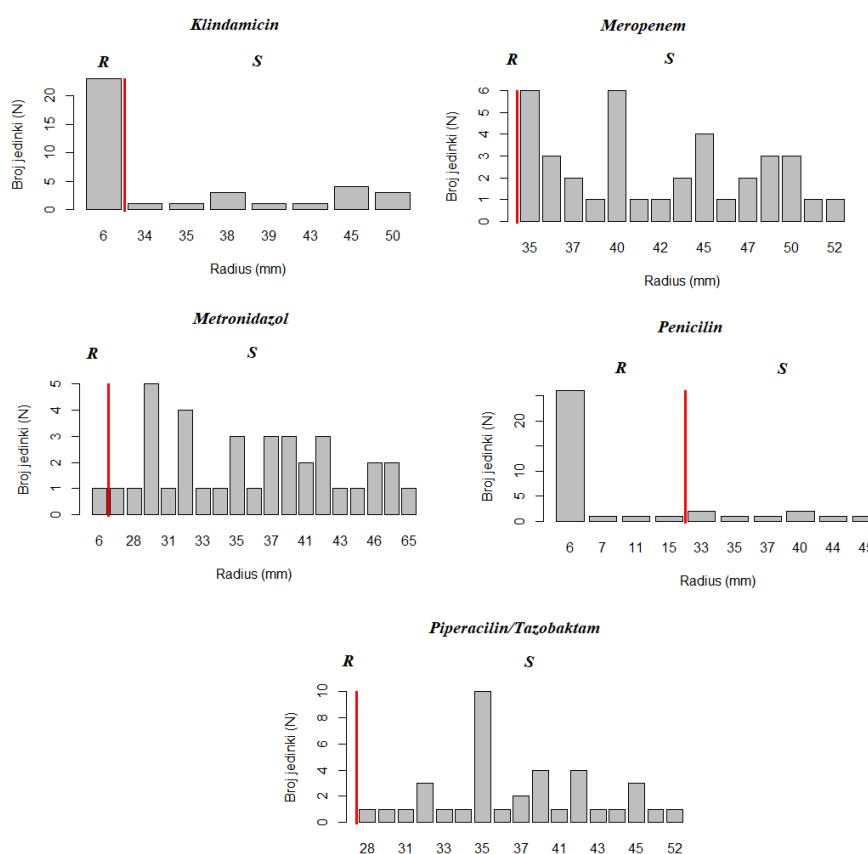 Klindamicin
R S
Broj jedinki (N)
0 5 10 15 20
6 34 35 38 39 43 45 50
Radius (mm)
Meropenem
R S
Broj jedinki (N)
0 1 2 3 4 5 6
35 37 40 42 45 47 50 52
Radius (mm)
Metronidazol
R S
Broj jedinki (N)
0 1 2 3 4 5
6 28 31 33 35 37 41 43 46 65
Radius (mm)
Penicilin
R S
Broj jedinki (N)
0 5 10 20
6 7 11 15 33 35 37 40 44 45
Radius (mm)
Piperacilin/Tazobaktam
R S
Broj jedinki (N)
0 2 4 6 8 10
28 31 33 35 37 41 43 45 52